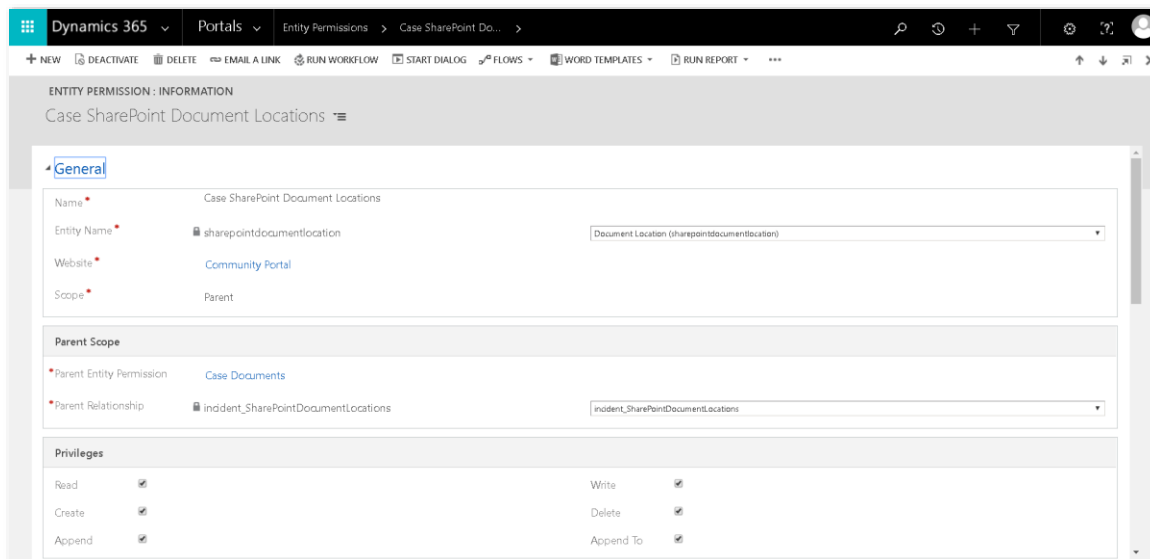 Dynamics 365 Portals Entity Permissions > Case SharePoint Do... >
NEW DEACTIVATE DELETE EMAIL A LINK RUN WORKFLOW START DIALOG FLOWS WORD TEMPLATES RUN REPORT ...
ENTITY PERMISSION : INFORMATION
Case SharePoint Document Locations
General
Name* Case SharePoint Document Locations
Entity Name* sharepointdocumentlocation Document Location (sharepointdocumentlocation)
Website* Community Portal
Scope* Parent
Parent Scope
*Parent Entity Permission Case Documents
*Parent Relationship incident_SharePointDocumentLocations incident_SharePointDocumentLocations
Privileges
Read Write
Create Delete
Append Append To